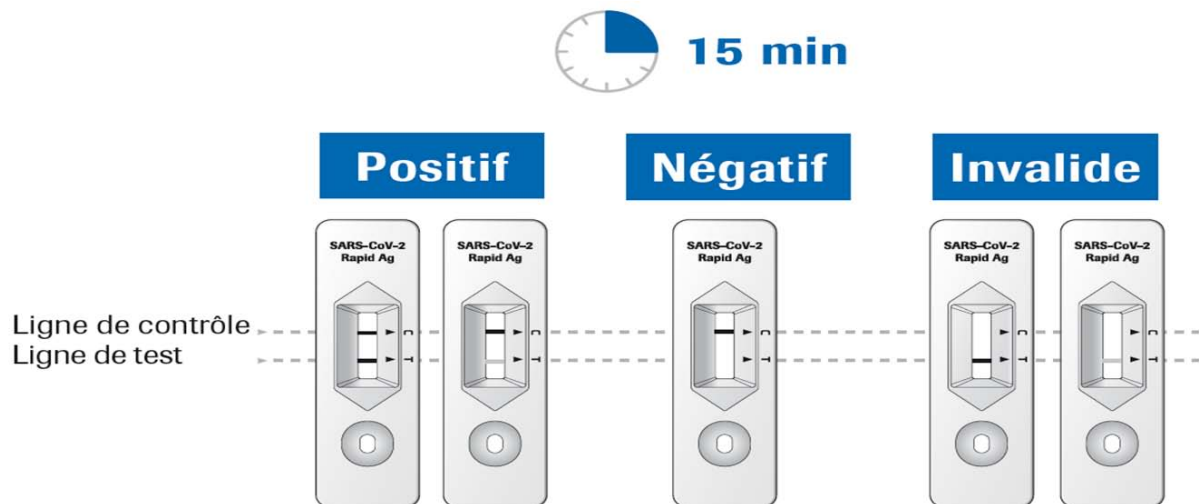 15 min
Positif
Négatif
Invalide
SARS-CoV-2
Rapid Ag
SARS-CoV-2
Rapid Ag
SARS-CoV-2
Rapid Ag
SARS-CoV-2
Rapid Ag
SARS-CoV-2
Rapid Ag
Ligne de contrôle
C
C
C
C
C
Ligne de test
T
T
T
T
T